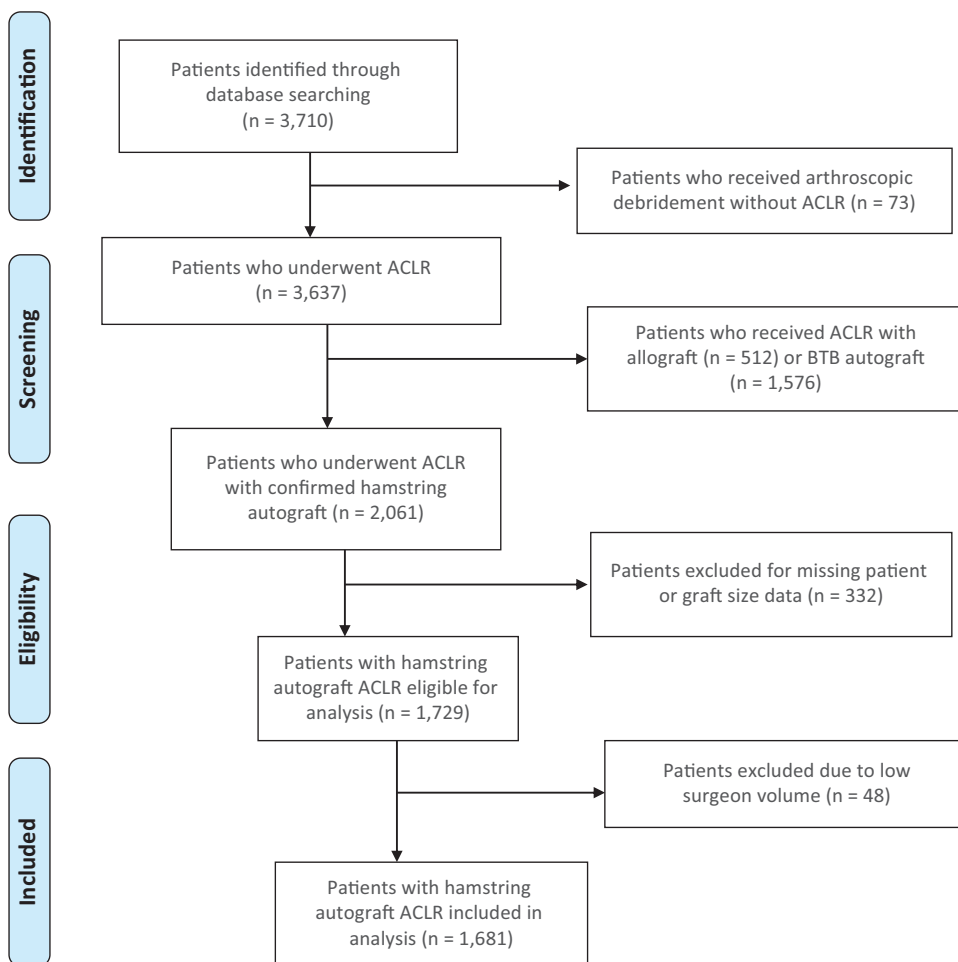 Identification
Patients identified through
database searching
(n = 3,710)
Patients who received arthroscopic
debridement without ACLR (n = 73)
Screening
Patients who underwent ACLR
(n = 3,637)
Patients who received ACLR with
allograft (n = 512) or BTB autograft
(n = 1,576)
Patients who underwent ACLR
with confirmed hamstring
autograft (n = 2,061)
Eligibility
Patients excluded for missing patient
or graft size data (n = 332)
Patients with hamstring
autograft ACLR eligible for
analysis (n = 1,729)
Included
Patients excluded due to low
surgeon volume (n = 48)
Patients with hamstring
autograft ACLR included in
analysis (n = 1,681)